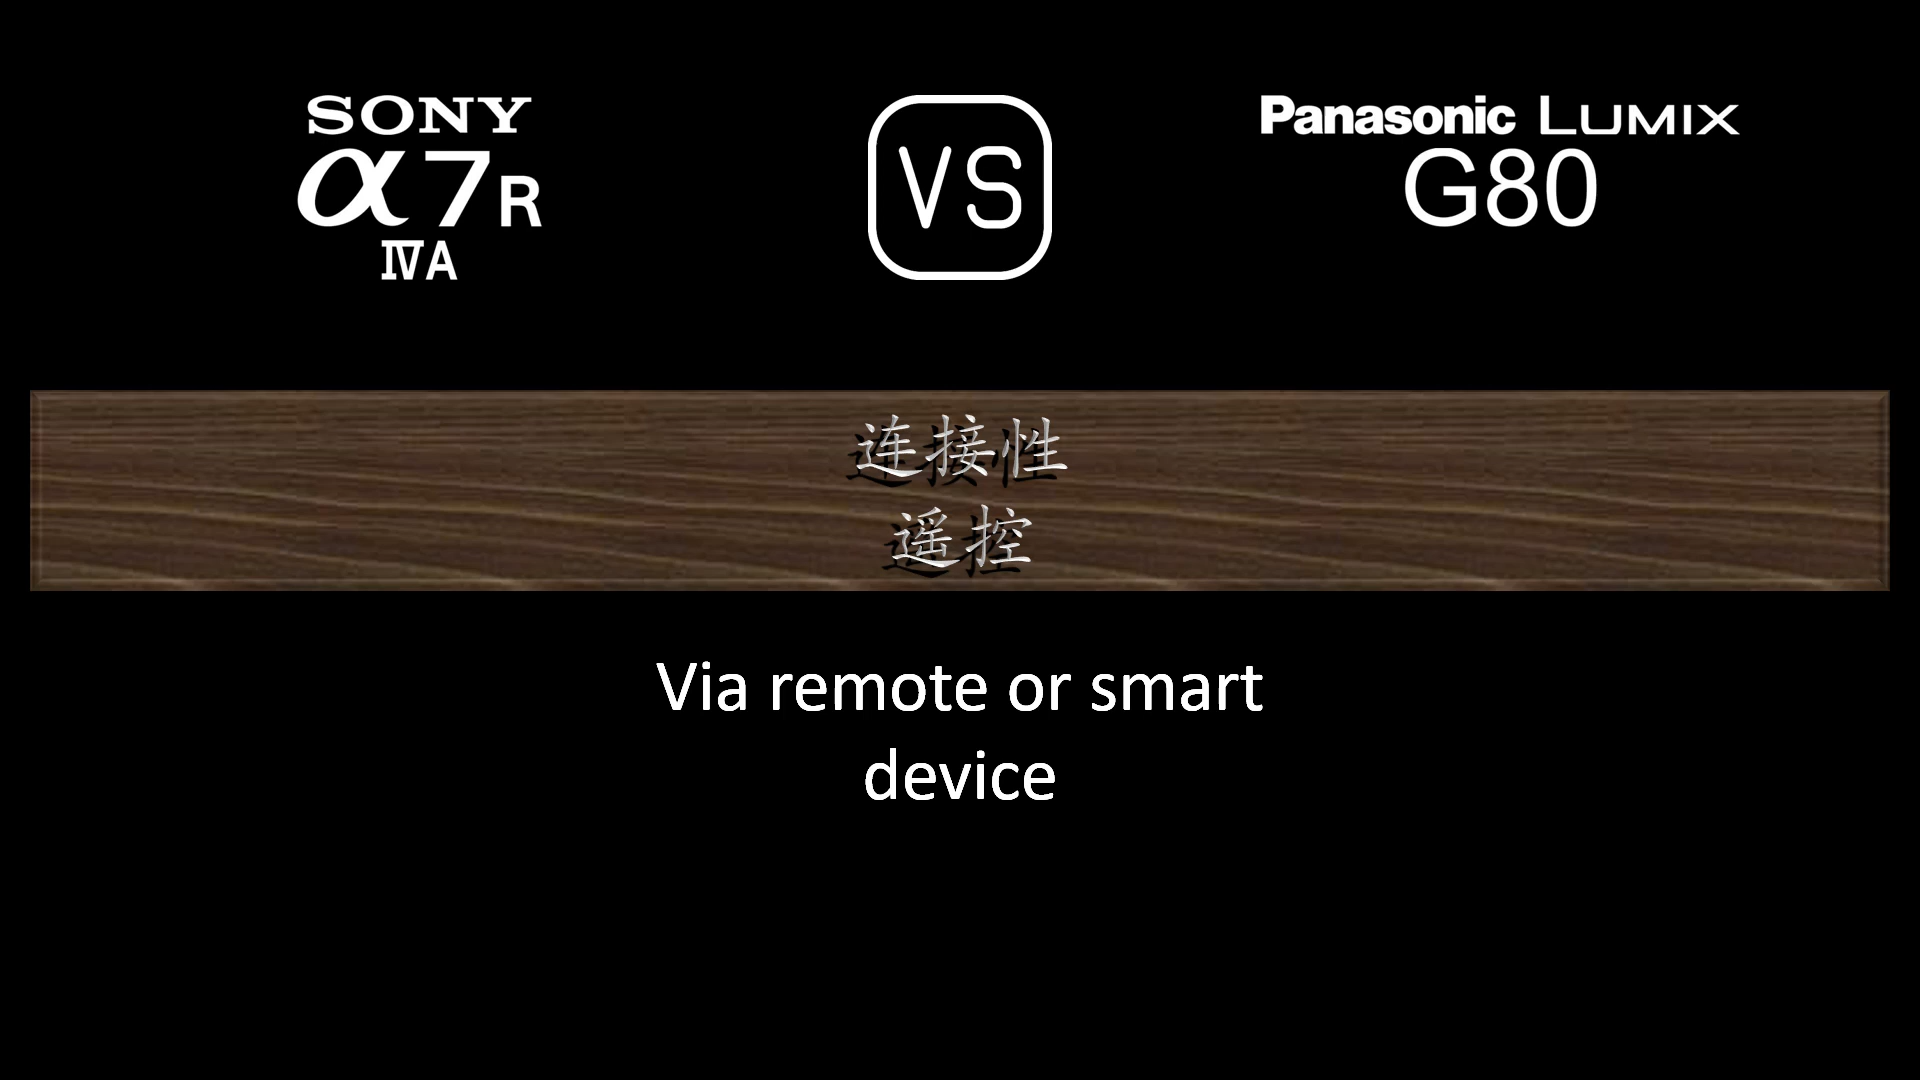 SONY
α7R
ⅣA
VS
Panasonic LUMIX
G80
连接性
遥控
Via remote or smart
device